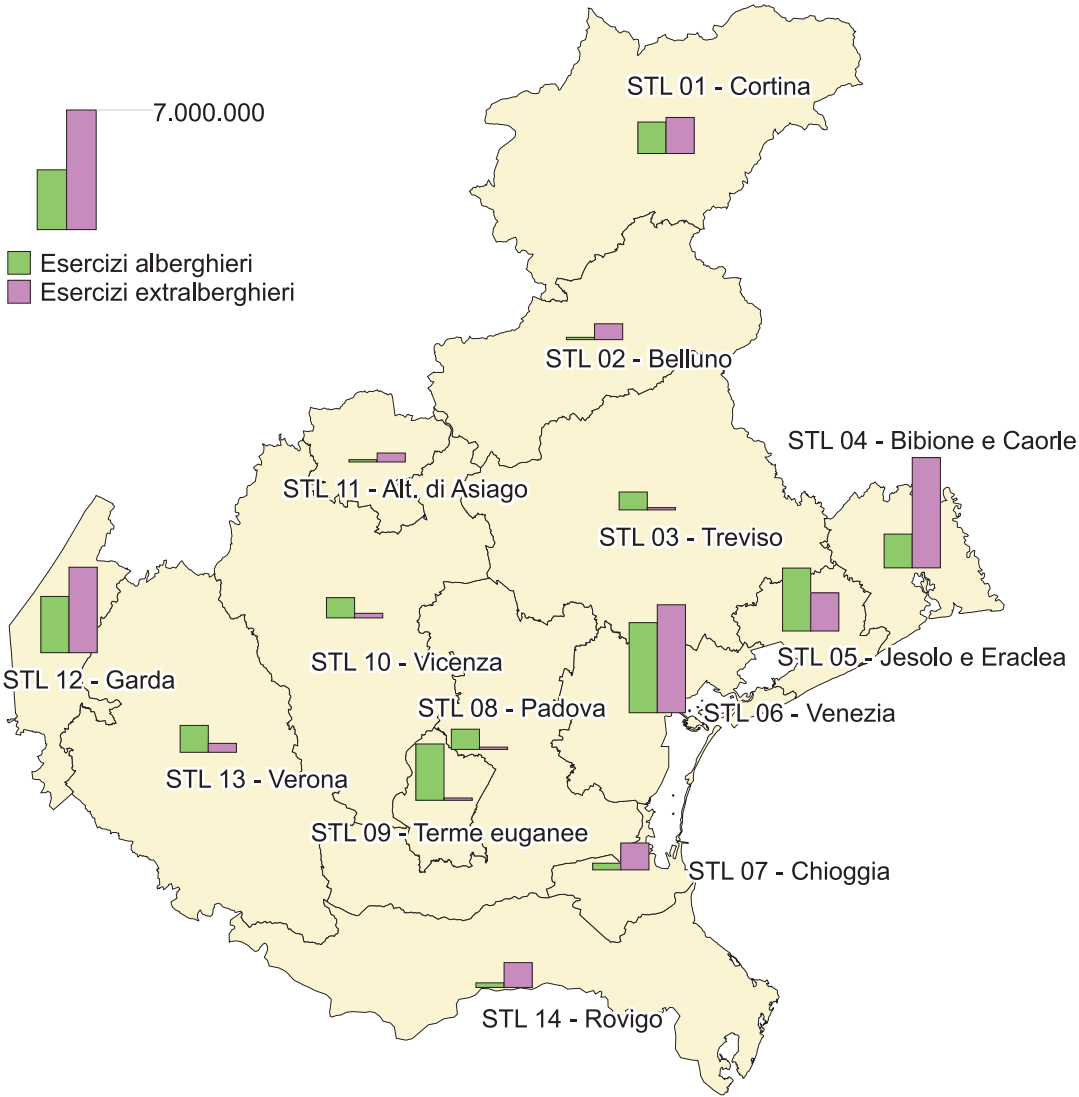 STL 01 - Cortina
7.000.000
Esercizi alberghieri
Esercizi extralberghieri
STL 02 - Belluno
STL 04 - Bibione e Caorle
STL 11 - Alt. di Asiago
STL 03 - Treviso
STL 10 - Vicenza
STL 05 - Jesolo e Eraclea
STL 12 - Garda
STL 08 - Padova
STL 06 - Venezia
STL 13 - Verona
STL 09 - Terme euganee
STL 07 - Chioggia
STL 14 - Rovigo